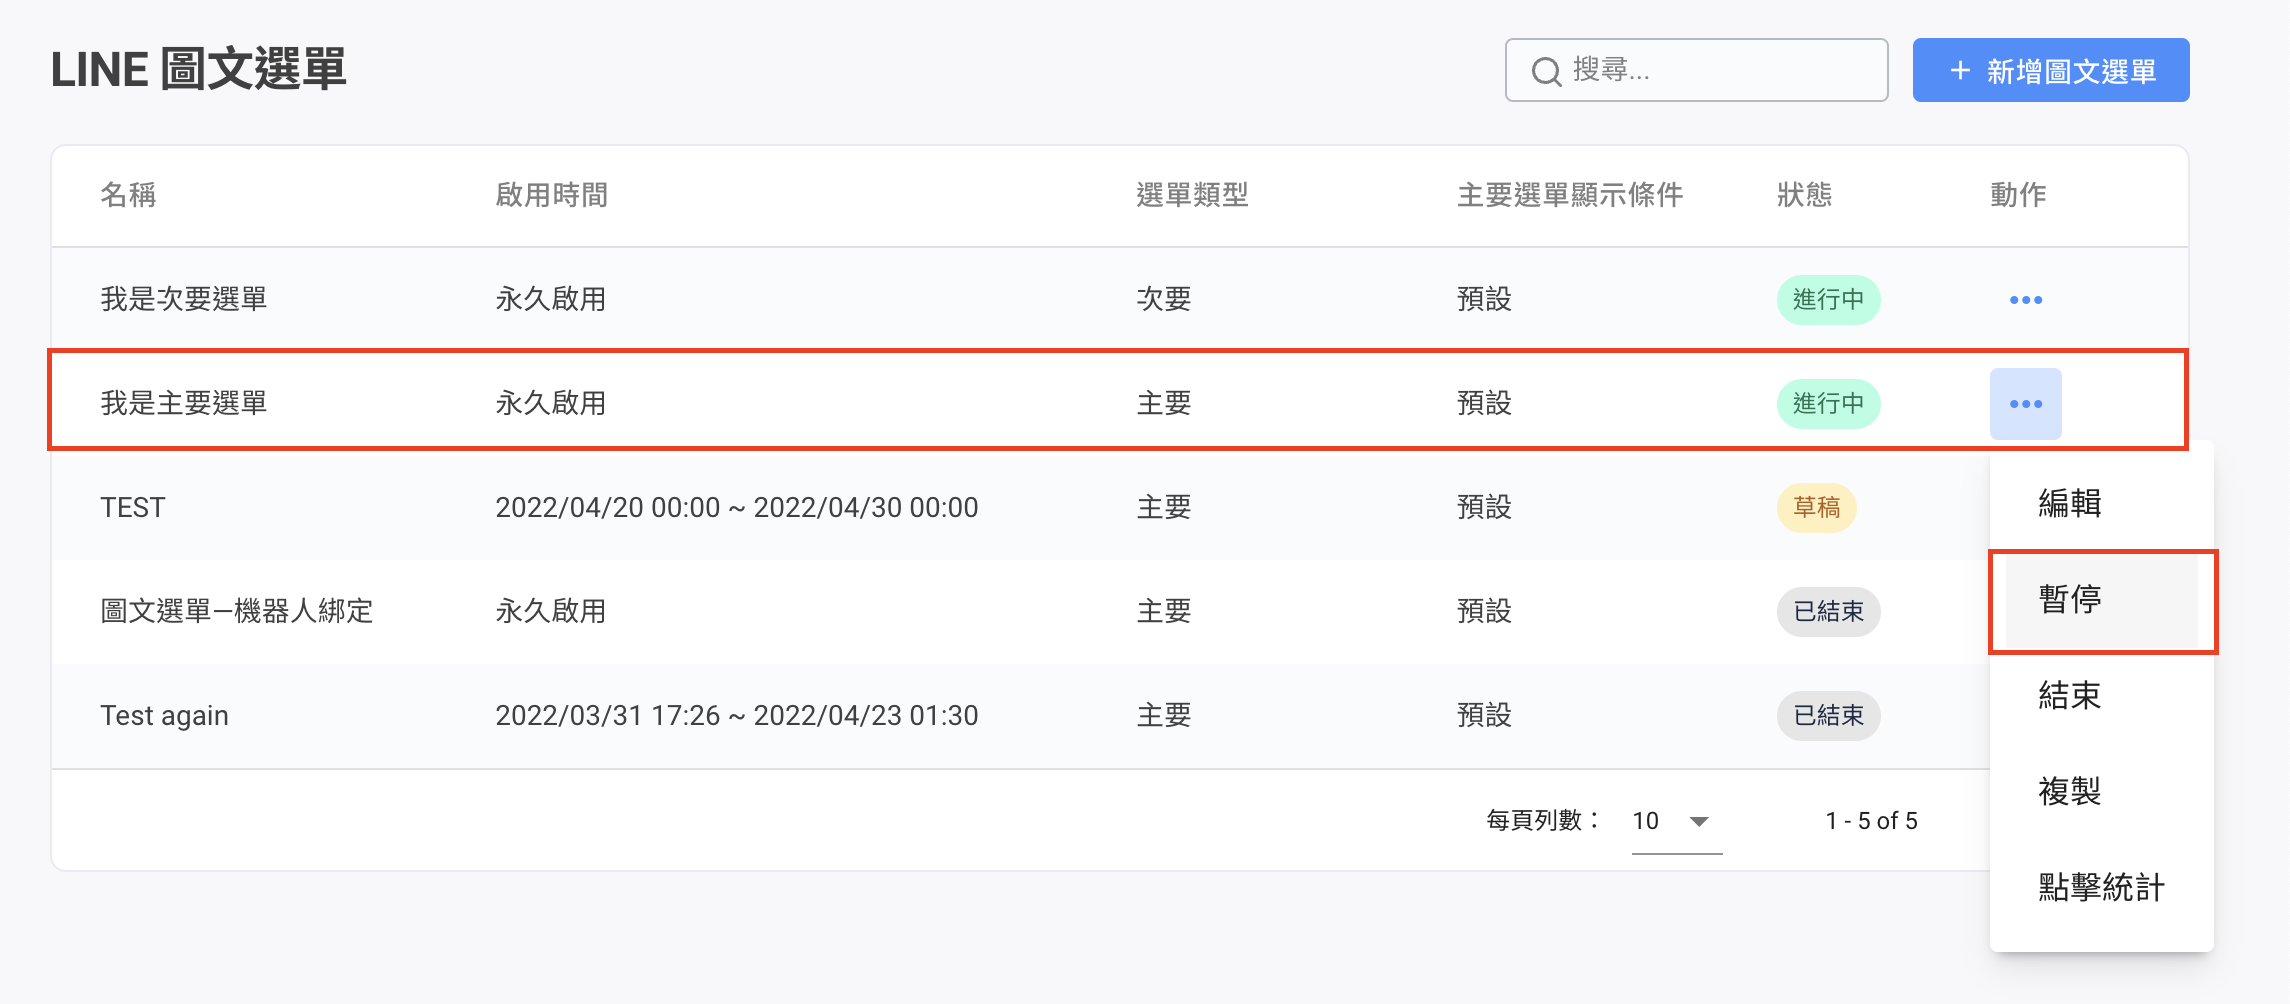 LINE 圖文選單
搜尋...
+ 新增圖文選單
名稱 啟用時間 選單類型 主要選單顯示條件 狀態 動作
我是次要選單 永久啟用 次要 預設 進行中
我是主要選單 永久啟用 主要 預設 進行中
TEST 2022/04/20 00:00 ~ 2022/04/30 00:00 主要 預設 草稿
圖文選單—機器人綁定 永久啟用 主要 預設 已結束
Test again 2022/03/31 17:26 ~ 2022/04/23 01:30 主要 預設 已結束
編輯
暫停
結束
複製
點擊統計
每頁列數： 10 1 - 5 of 5